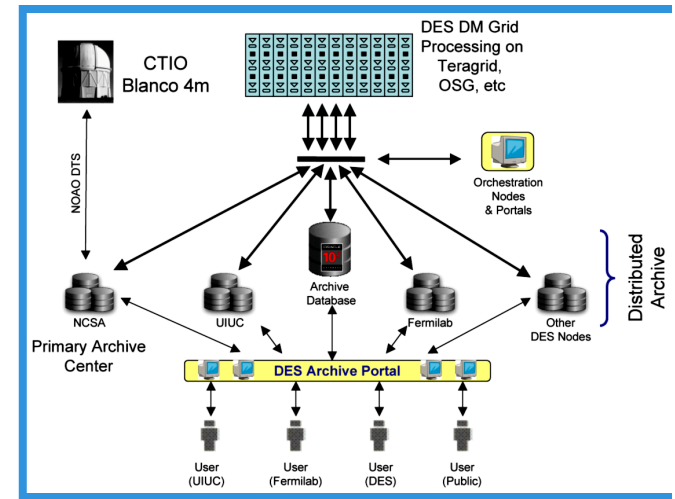 CTIO
Blanco 4m
DES DM Grid
Processing on
Teragrid,
OSG, etc
NOAO DTS
Orchestration
Nodes
& Portals
10
Archive
Database
NCSA
UIUC
Fermilab
Other
DES Nodes
Distributed
Archive
Primary Archive
Center
DES Archive Portal
User
(UIUC)
User
(Fermilab)
User
(DES)
User
(Public)